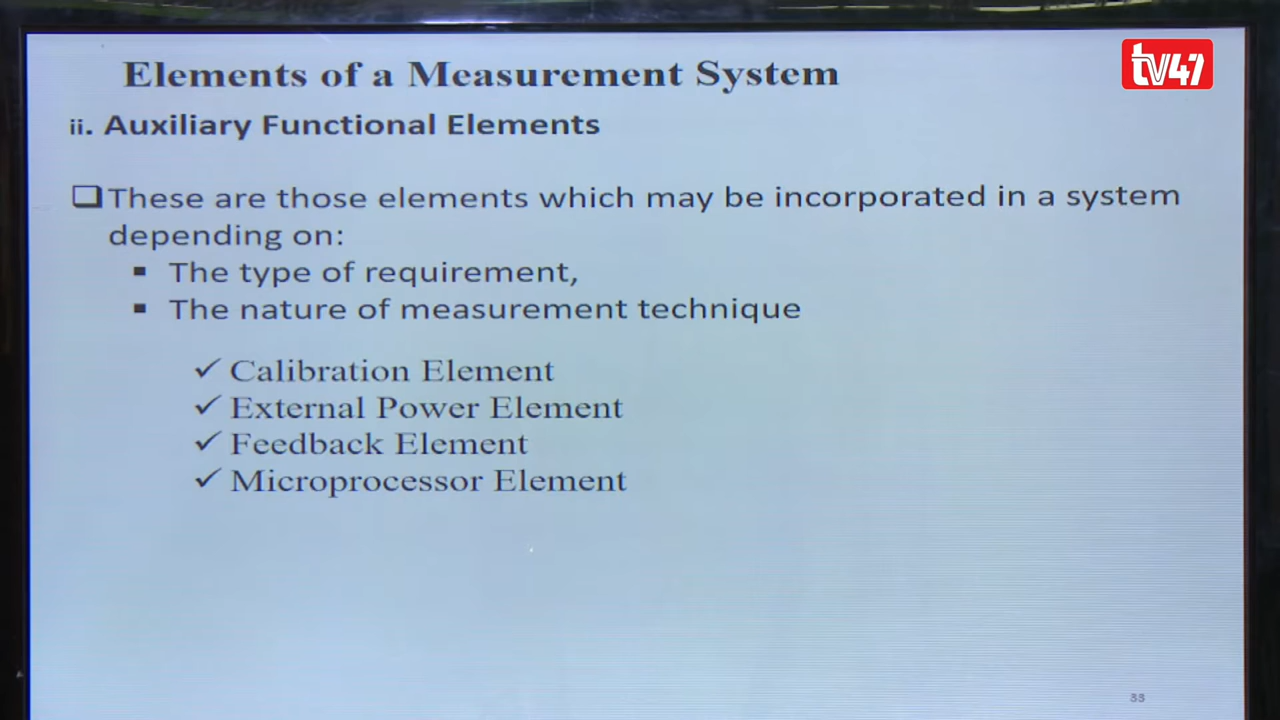 tv47
Elements of a Measurement System
ii. Auxiliary Functional Elements
These are those elements which may be incorporated in a system
depending on:
The type of requirement,
The nature of measurement technique
Calibration Element
External Power Element
Feedback Element
Microprocessor Element